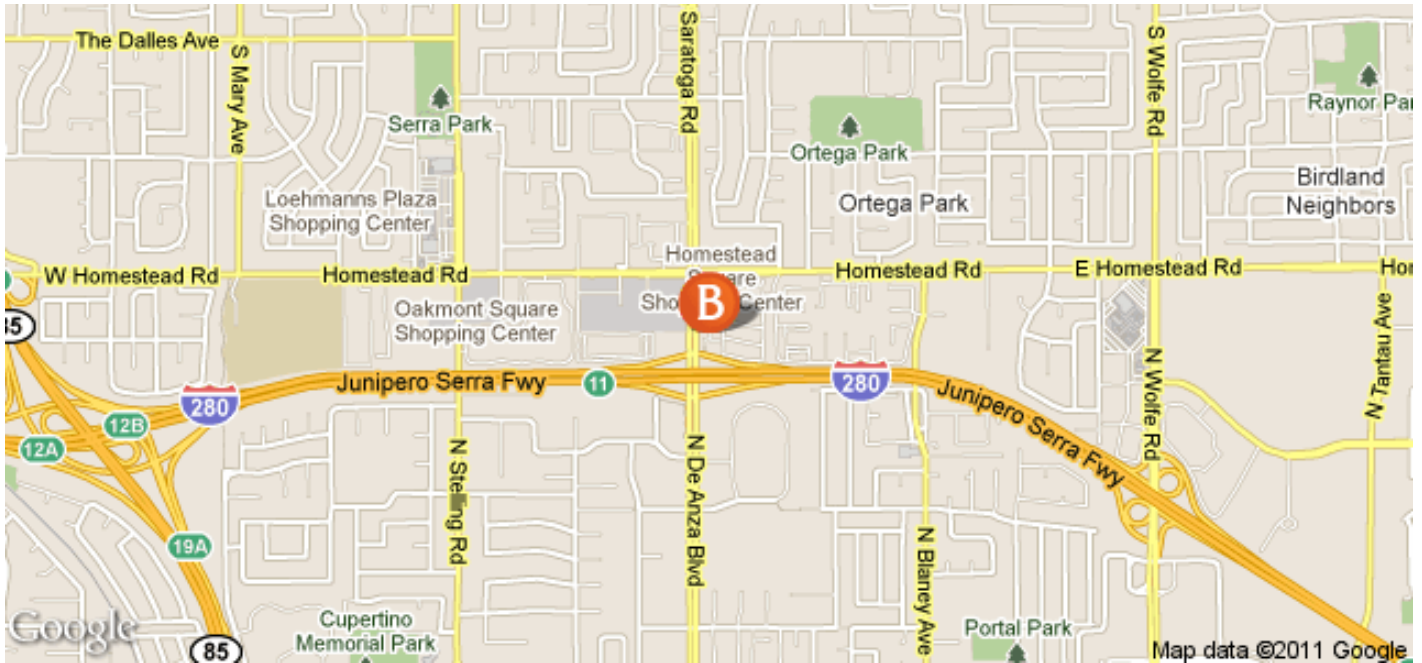 The Dalles Ave
S Mary Ave
Saratoga Rd
S Wolfe Rd
Serra Park
Raynor Par
Ortega Park
Birdland
Neighbors
Loehmanns Plaza
Shopping Center
Ortega Park
Homestead
W Homestead Rd
Homestead Rd
Homestead Rd
E Homestead Rd
Hor
Center
B
Oakmont Square
Shopping Center
85
N Tantau Ave
Junipero Serra Fwy
11
280
280
Junipero Serra Fwy
N Wolfe Rd
12B
12A
N De Anza Blvd
Rd
19A
N Blaney Ave
Google
Cupertino
Memorial Park
85
Portal Park
Map data ©2011 Google